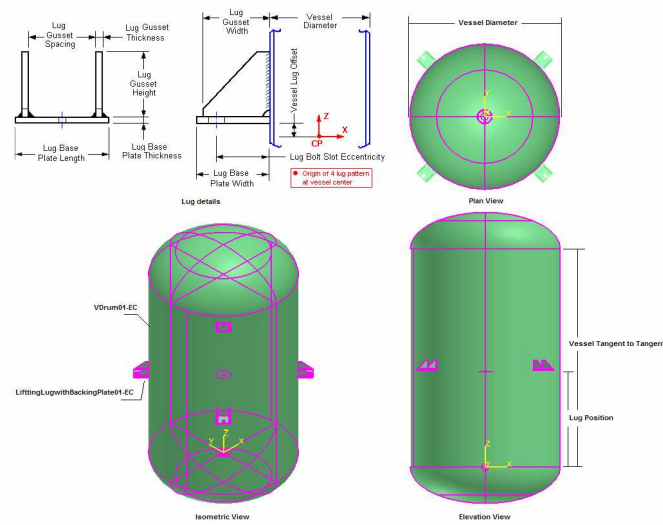 Lug
Gusset
Spacing
Lug Gusset
Thickness
Lug
Gusset
Height
Lug Base
Plate Length
Lug Base
Plate Thickness
Lug
Gusset
Width
Vessel
Diameter
Vessel Lug Offset
Z
X
CP
Lug Bolt Slot Eccentricity
Lug Base
Plate Width
Origin of 4 lug pattern
at vessel center
Lug details
Vessel Diameter
Y
X
Plan View
VDrum01-EC
LifttingLugwithBackingPlate01-EC
Z
Y
X
Isometric View
Vessel Tangent to Tangent
Lug Position
Z
Y
X
Elevation View